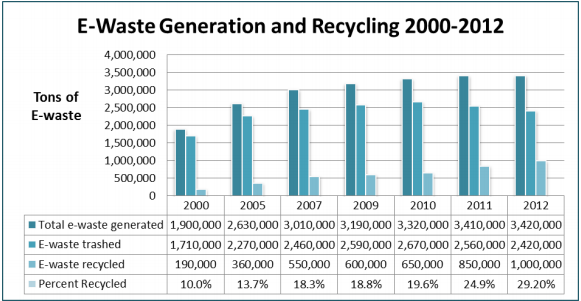 E-Waste Generation and Recycling 2000-2012
4,000,000
3,500,000
3,000,000
2,500,000
2,000,000
1,500,000
1,000,000
500,000
0
Tons of
E-waste
2000 2005 2007 2009 2010 2011 2012
Total e-waste generated 1,900,000 2,630,000 3,010,000 3,190,000 3,320,000 3,410,000 3,420,000
E-waste trashed 1,710,000 2,270,000 2,460,000 2,590,000 2,670,000 2,560,000 2,420,000
E-waste recycled 190,000 360,000 550,000 600,000 650,000 850,000 1,000,000
Percent Recycled 10.0% 13.7% 18.3% 18.8% 19.6% 24.9% 29.20%